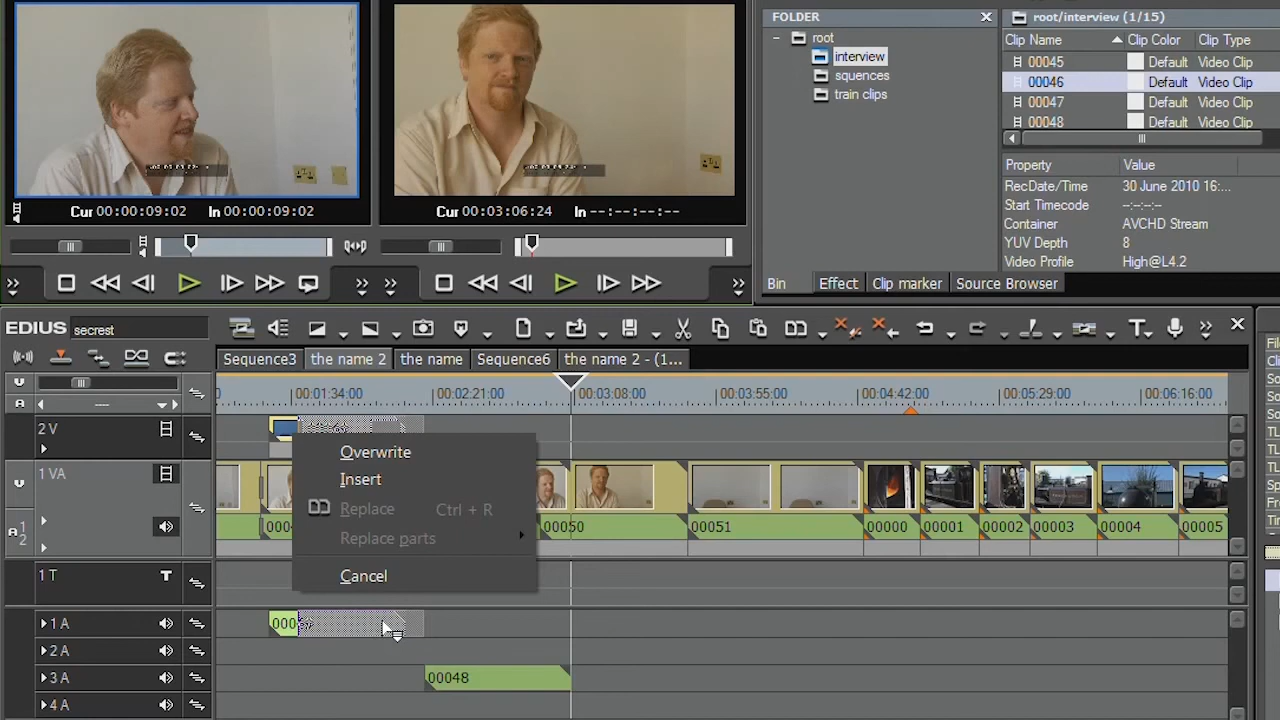 FOLDER
root
interview
squences
train clips
root/interview (1/15)
Clip Name Clip Color Clip Type
00045 Default Video Clip
00046 Default Video Clip
00047 Default Video Clip
00048 Default Video Clip
Property Value
RecDate/Time 30 June 2010 16:...
Start Timecode --:--:--:--
Container AVCHD Stream
YUV Depth 8
Video Profile High@L4.2
Bin Effect Clip marker Source Browser
Cur 00:00:09:02 In 00:00:09:02
Cur 00:03:06:24 In --:--:--:--
EDIUS secrest
Sequence3 the name 2 the name Sequence6 the name 2 - (1...
00:01:34:00 00:02:21:00 00:03:08:00 00:03:55:00 00:04:42:00 00:05:29:00 00:06:16:00
2 V
1 VA
A 1 2
00050 00051 00000 00001 00002 00003 00004 00005
Overwrite
Insert
Replace Ctrl + R
Replace parts
Cancel
1 T T
1 A
2 A
3 A 00048
4 A